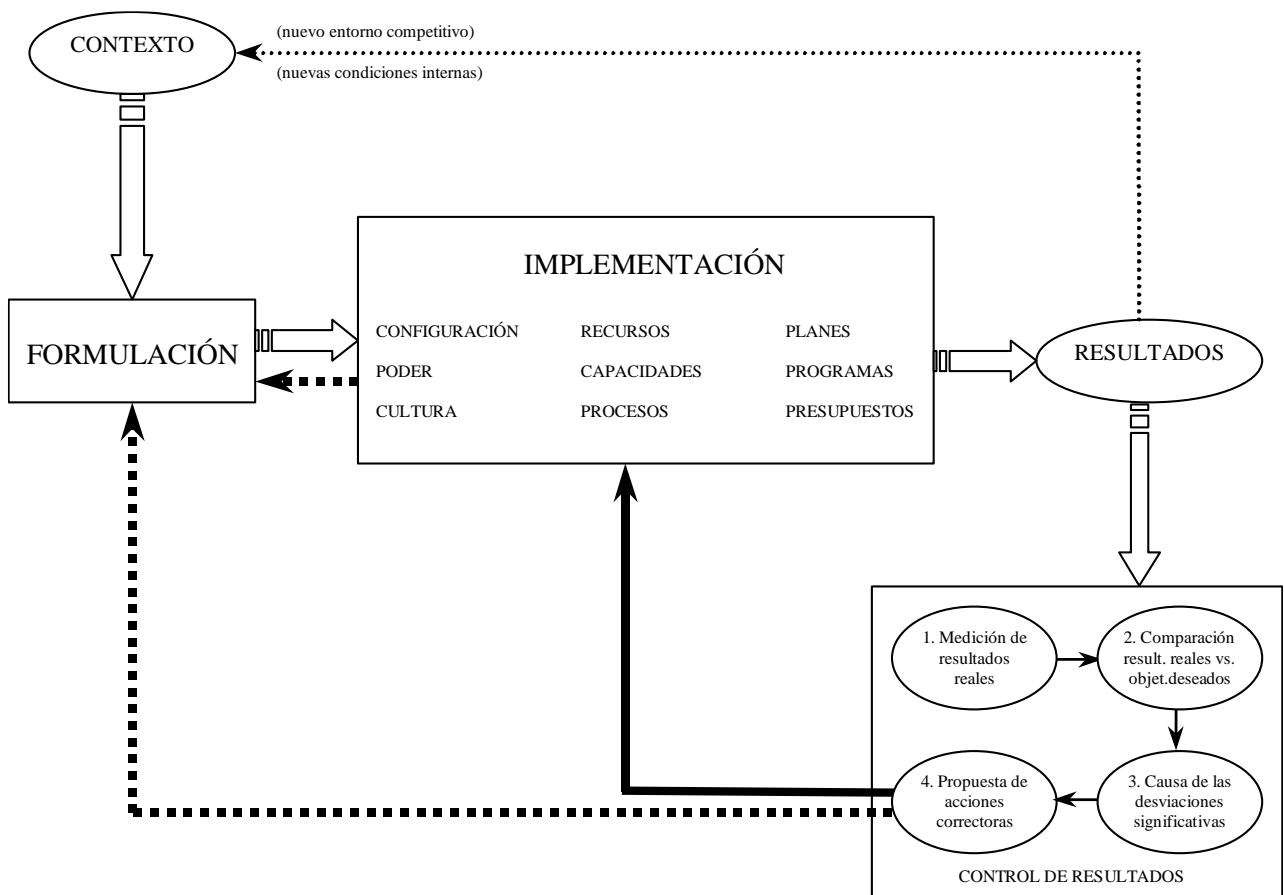 CONTEXTO
(nuevo entorno competitivo)
(nuevas condiciones internas)
FORMULACIÓN
IMPLEMENTACIÓN
CONFIGURACIÓN
RECURSOS
PLANES
PODER
CAPACIDADES
PROGRAMAS
CULTURA
PROCESOS
PRESUPUESTOS
RESULTADOS
1. Medición de
resultados
reales
2. Comparación
result. reales vs.
objet.deseados
3. Causa de las
desviaciones
significativas
4. Propuesta de
acciones
correctoras
CONTROL DE RESULTADOS